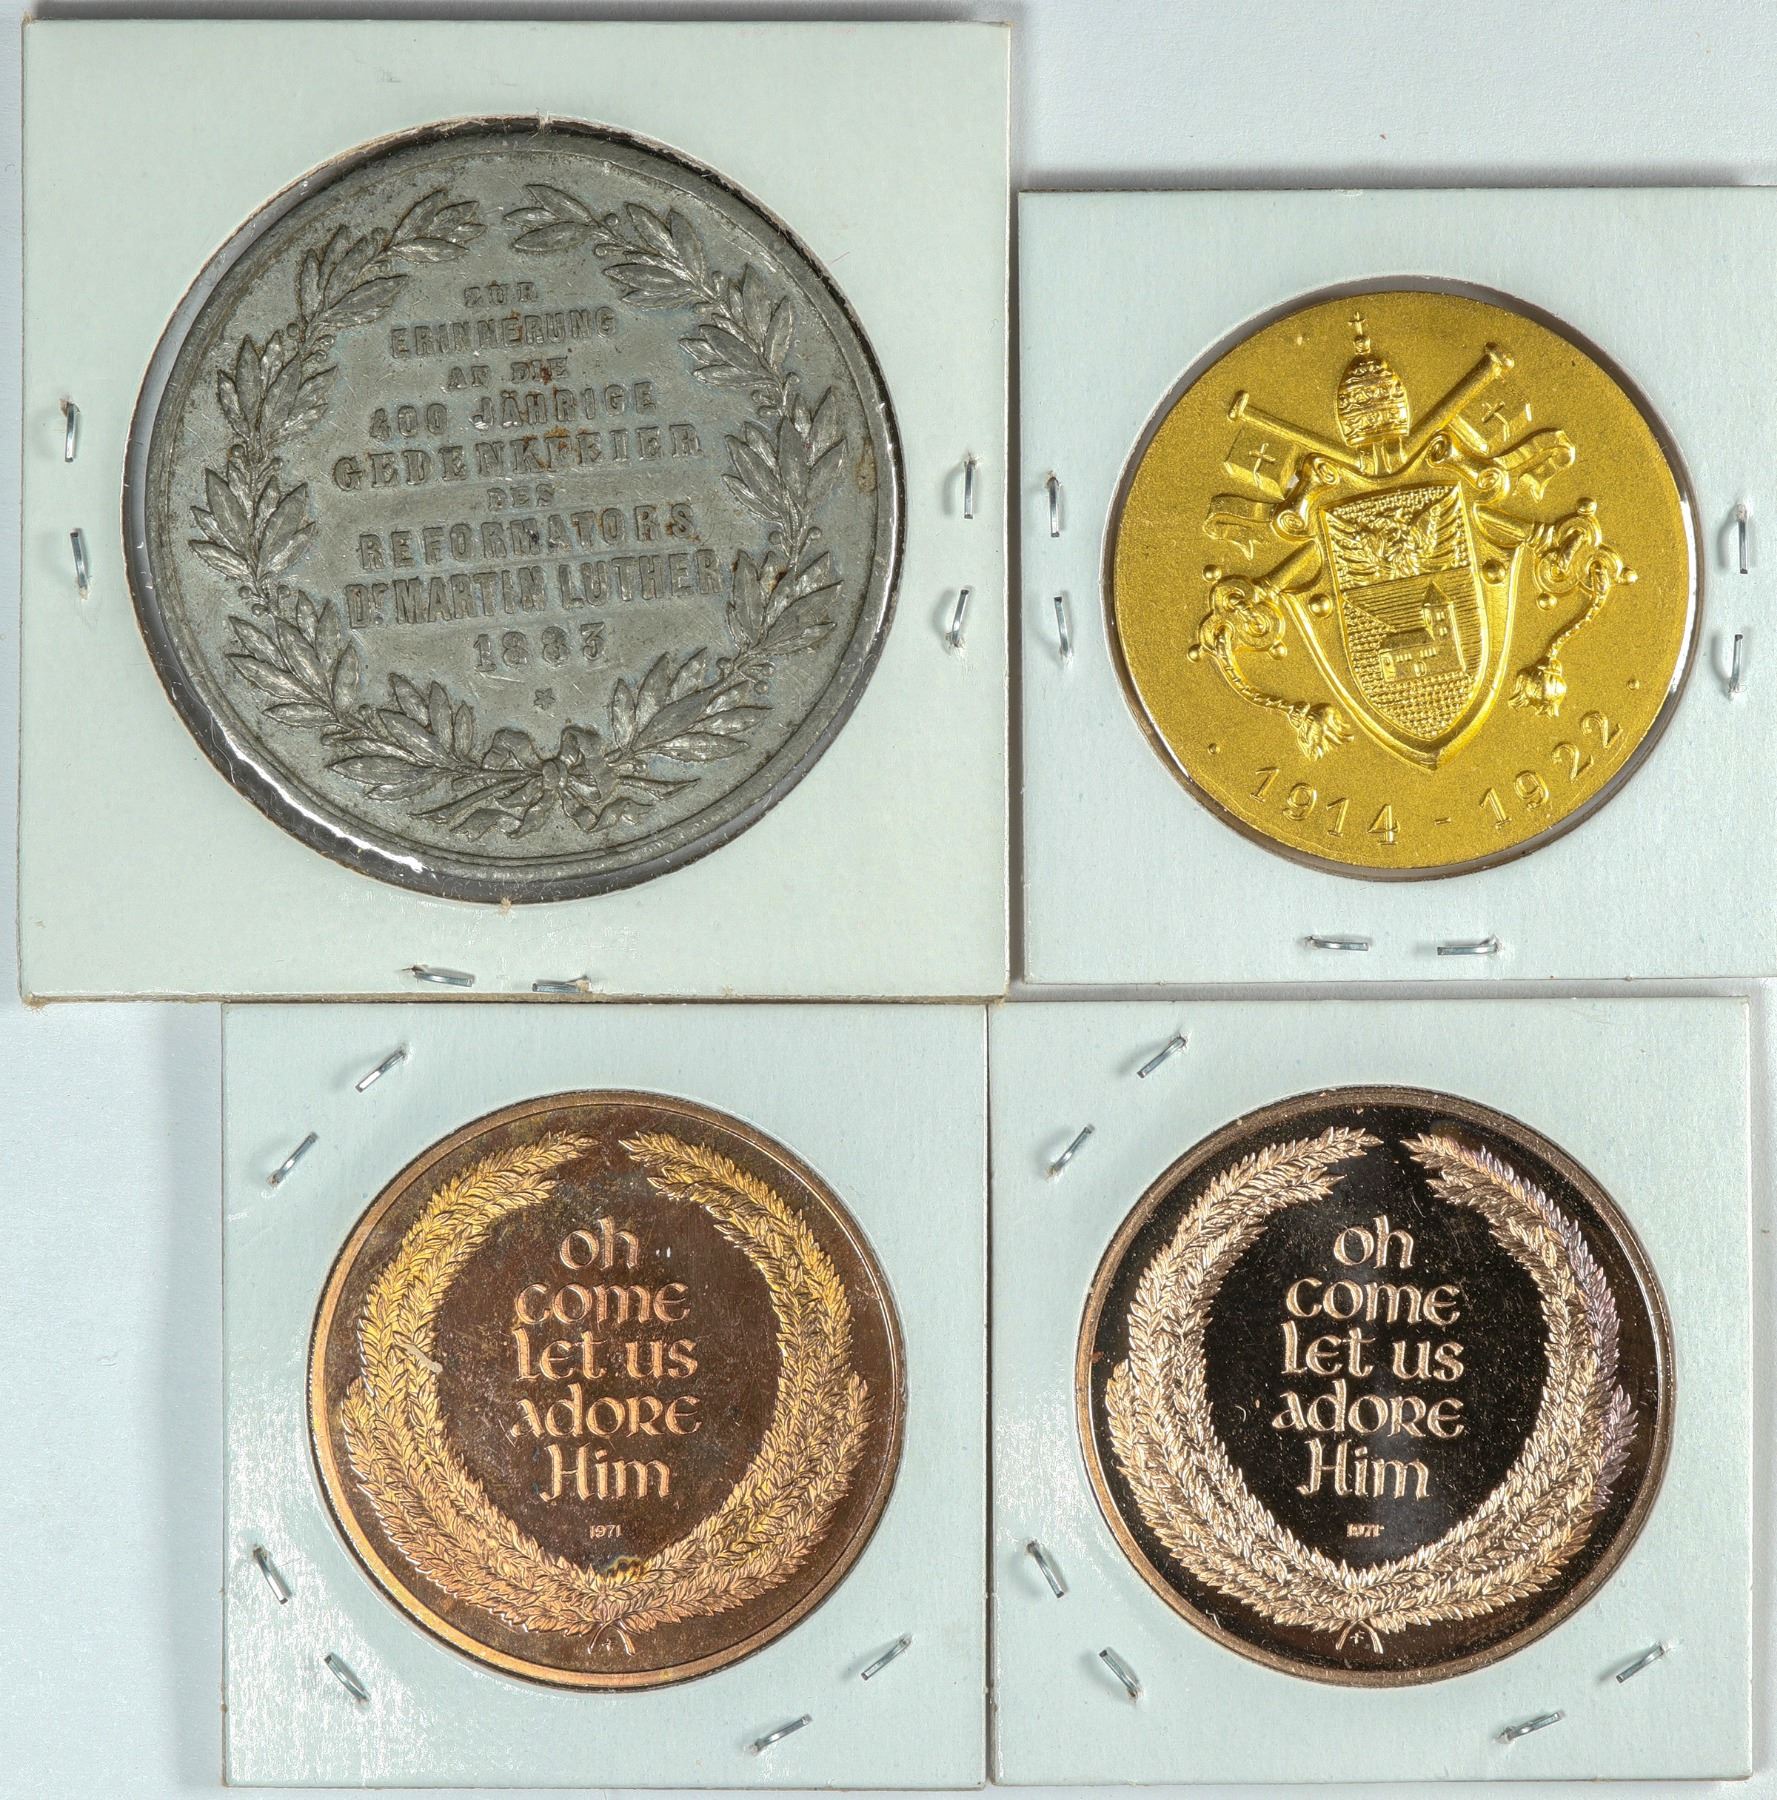 ZUR
ERINNERUNG
AN DIE
400 JÄHRIGE
GEDENKFEIER
DES
REFORMATORS
Dr. MARTIN LUTHER
1883
· 1914 - 1922 ·
oh
come
let us
adore
Him
1971
oh
come
let us
adore
Him
1971